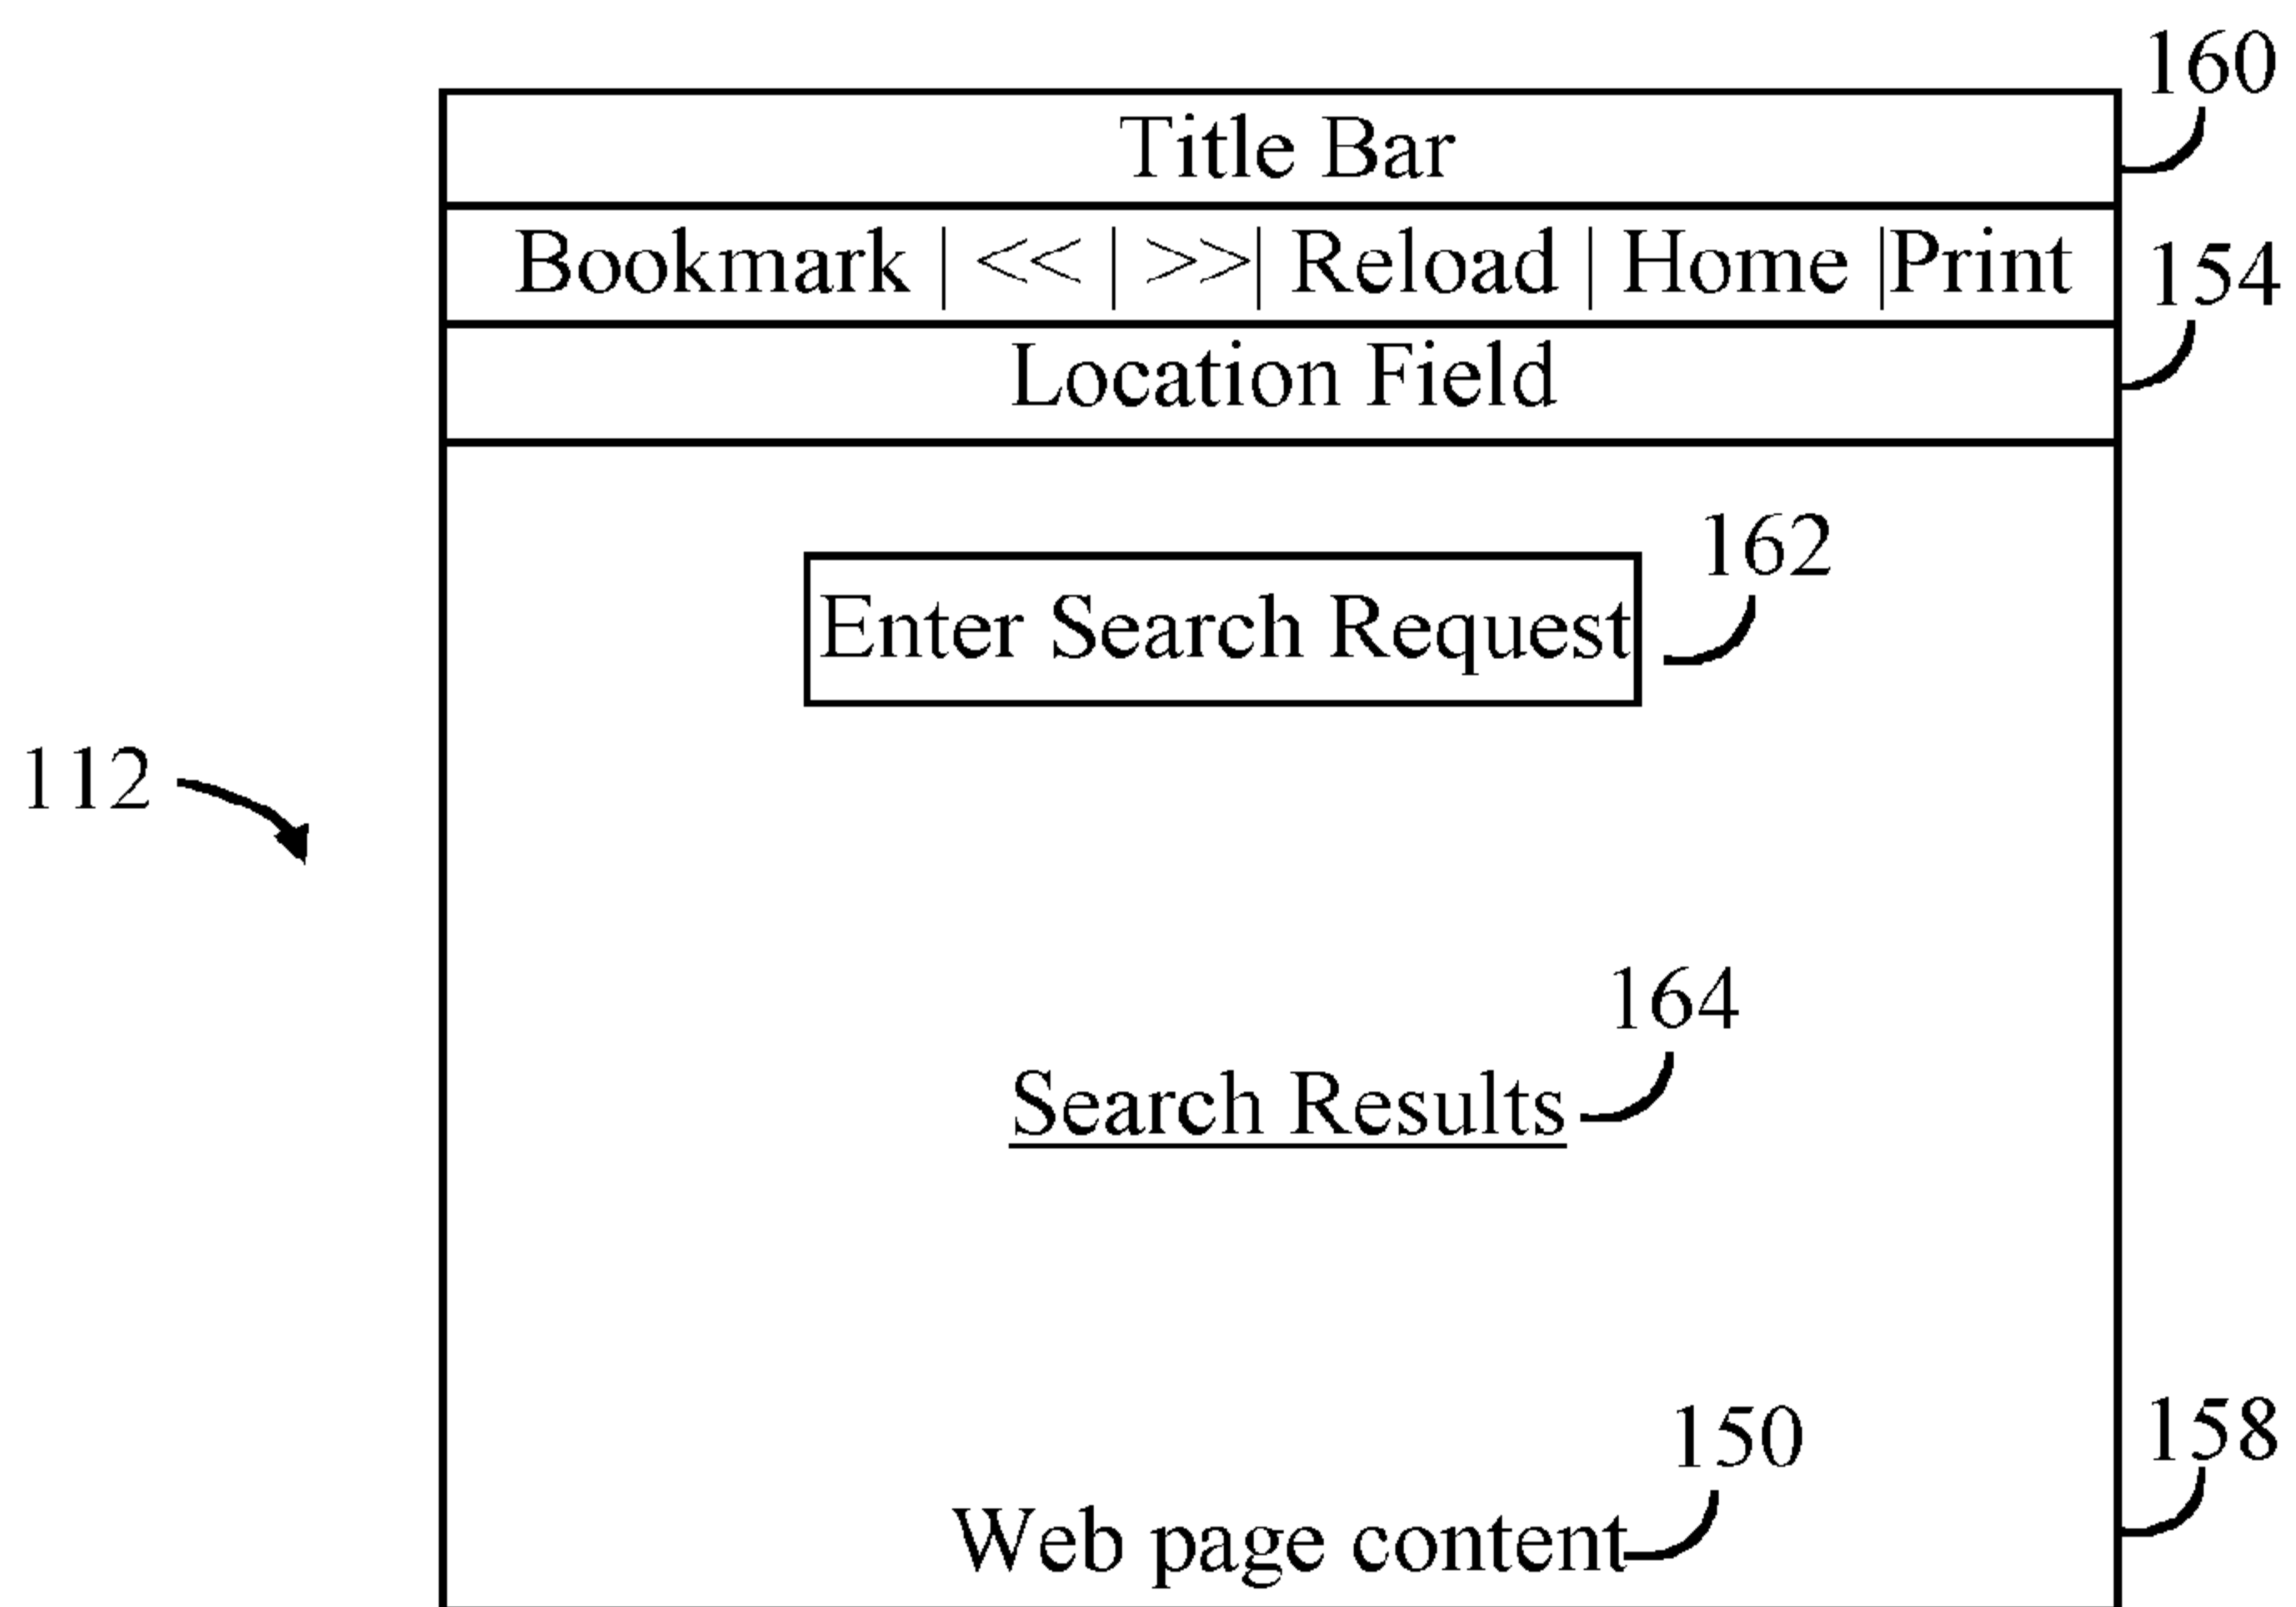 160
Title Bar
Bookmark | << | >>| Reload | Home |Print
154
Location Field
162
Enter Search Request
112
164
Search Results
150
158
Web page content